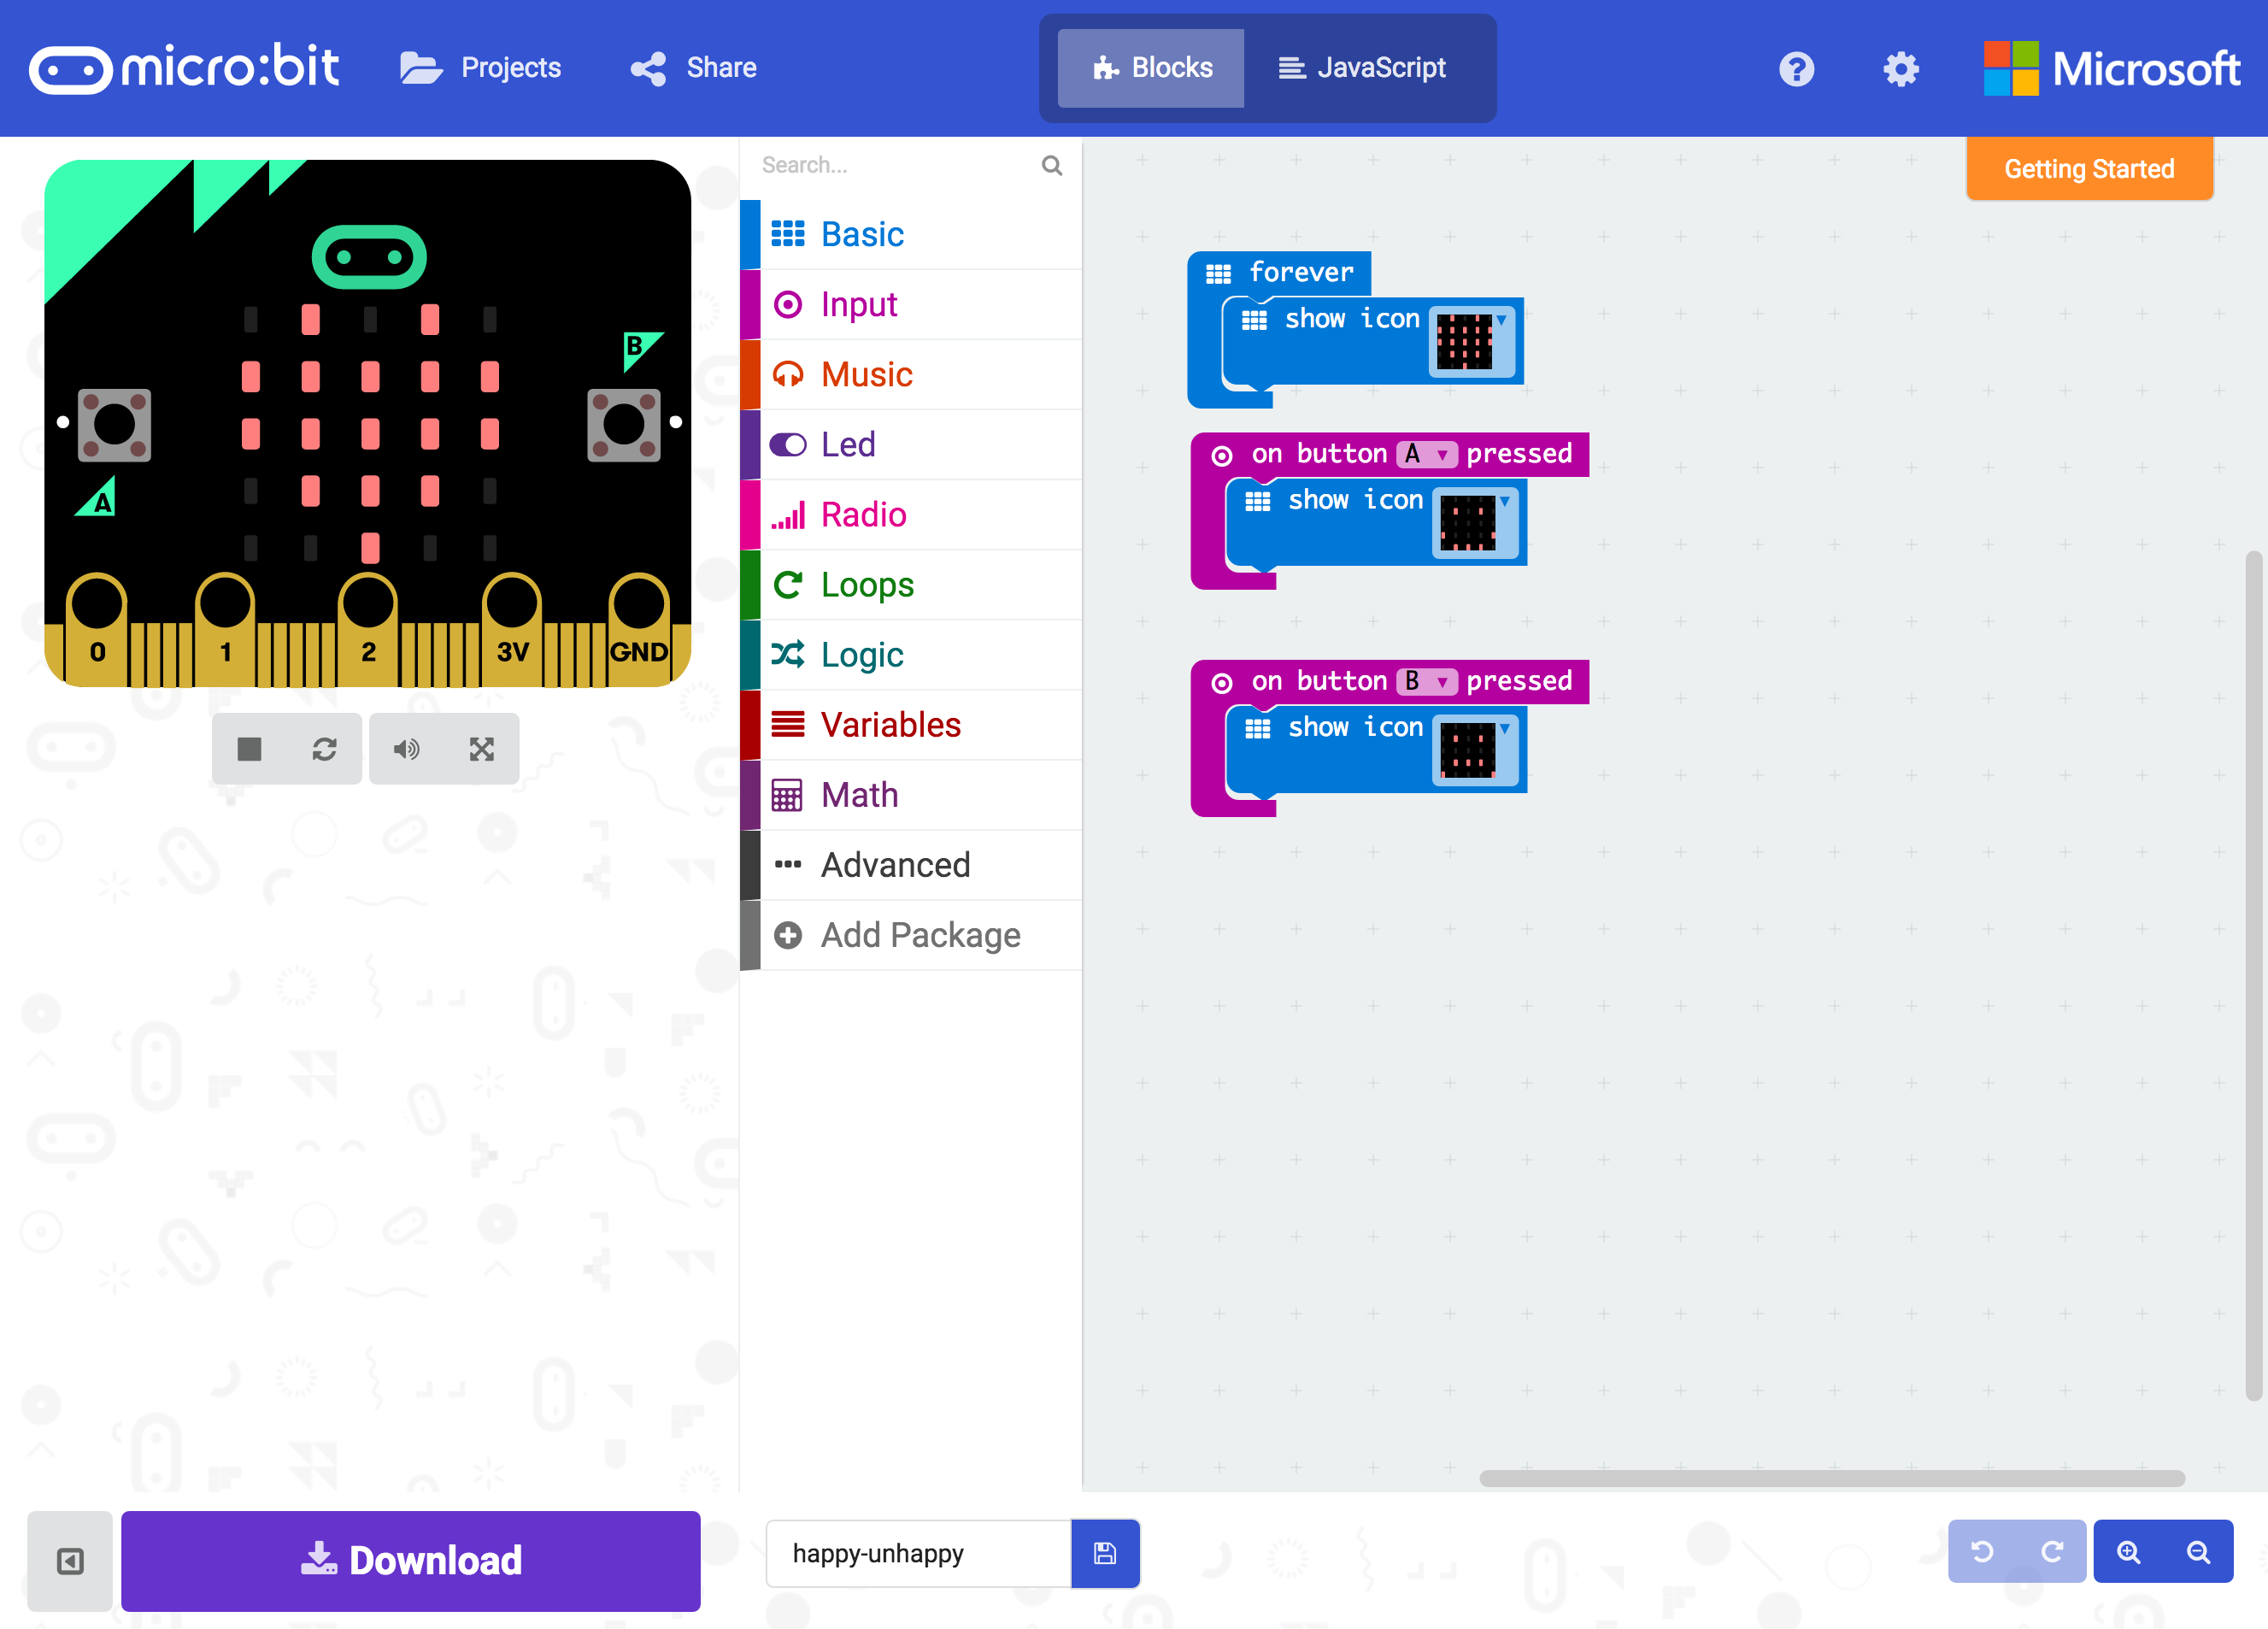 micro:bit Projects Share Blocks JavaScript ? Microsoft
Search...
Getting Started
Basic
Input
Music
Led
Radio
Loops
Logic
Variables
Math
Advanced
Add Package
B
A
0 1 2 3V GND
forever
show icon
on button A pressed
show icon
on button B pressed
show icon
Download
happy-unhappy